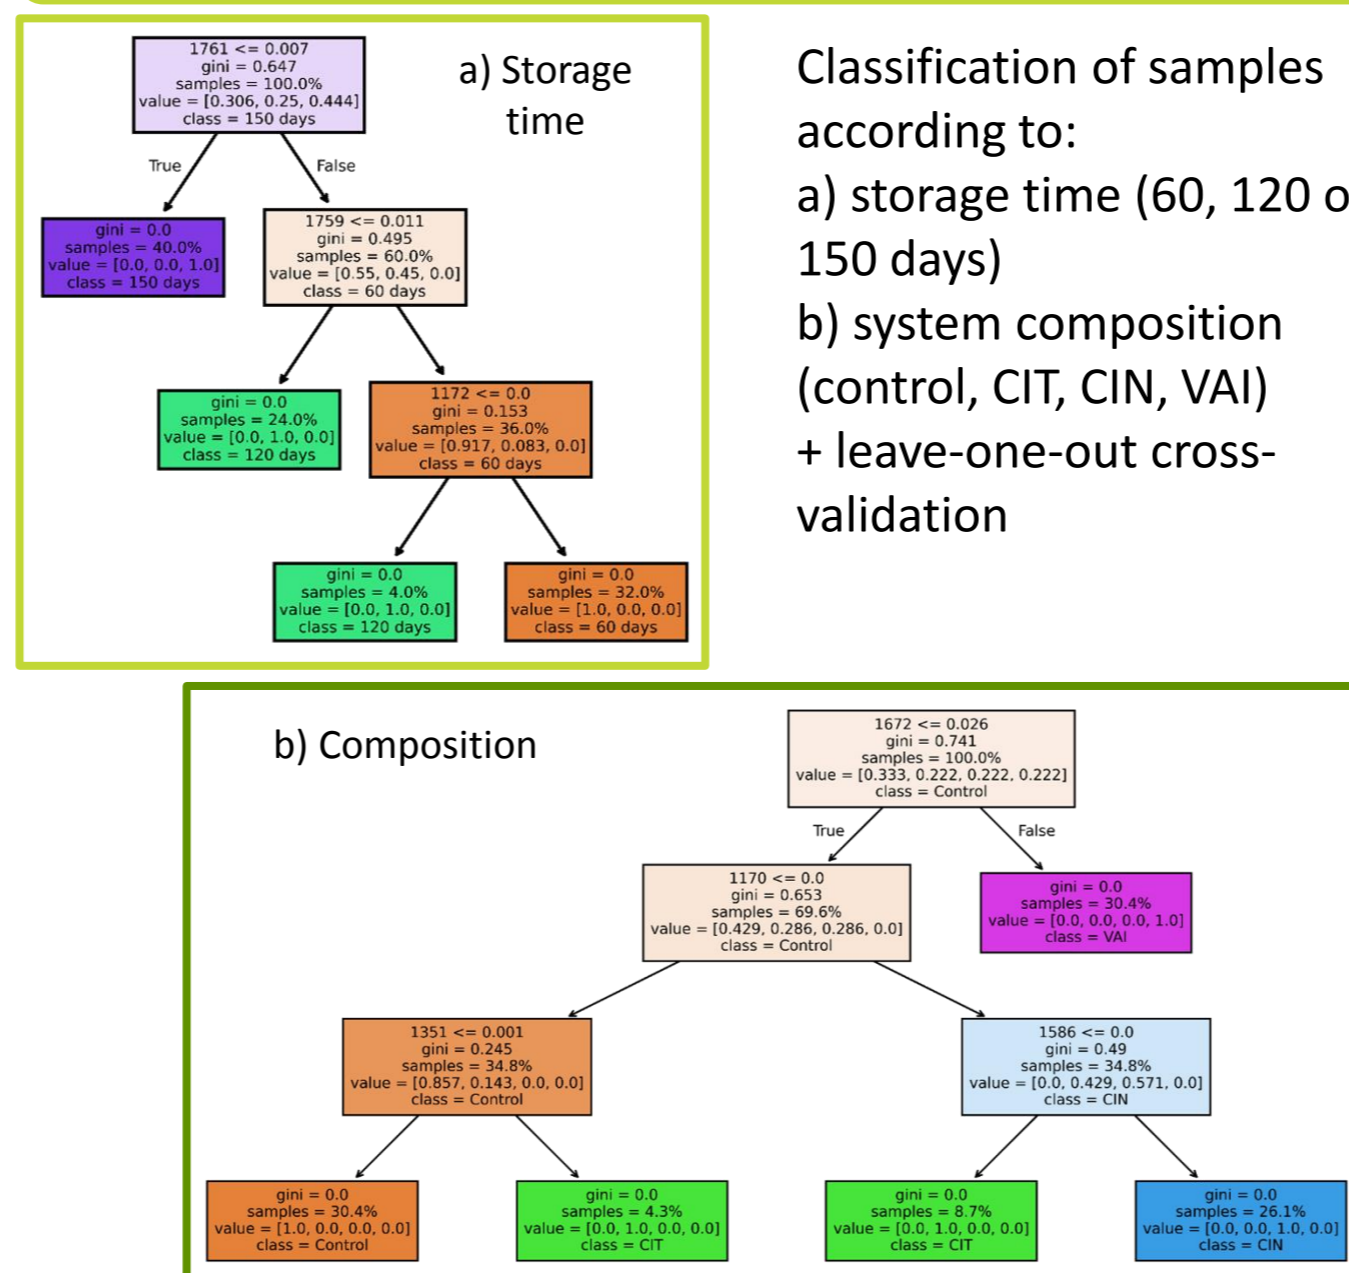 1761 <= 0.007
gini = 0.647
samples = 100.0%
value = [0.306, 0.25, 0.444]
class = 150 days
a) Storage
time
True
False
gini = 0.0
samples = 40.0%
value = [0.0, 0.0, 1.0]
class = 150 days
1759 <= 0.011
gini = 0.495
samples = 60.0%
value = [0.55, 0.45, 0.0]
class = 60 days
gini = 0.0
samples = 24.0%
value = [0.0, 1.0, 0.0]
class = 120 days
1172 <= 0.0
gini = 0.153
samples = 36.0%
value = [0.917, 0.083, 0.0]
class = 60 days
gini = 0.0
samples = 4.0%
value = [0.0, 1.0, 0.0]
class = 120 days
gini = 0.0
samples = 32.0%
value = [1.0, 0.0, 0.0]
class = 60 days
Classification of samples
according to:
a) storage time (60, 120 o
150 days)
b) system composition
(control, CIT, CIN, VAI)
+ leave-one-out cross-
validation
b) Composition
1672 <= 0.026
gini = 0.741
samples = 100.0%
value = [0.333, 0.222, 0.222, 0.222]
class = Control
True
False
1170 <= 0.0
gini = 0.653
samples = 69.6%
value = [0.429, 0.286, 0.286, 0.0]
class = Control
gini = 0.0
samples = 30.4%
value = [0.0, 0.0, 0.0, 1.0]
class = VAI
1351 <= 0.001
gini = 0.245
samples = 34.8%
value = [0.857, 0.143, 0.0, 0.0]
class = Control
1586 <= 0.0
gini = 0.49
samples = 34.8%
value = [0.0, 0.429, 0.571, 0.0]
class = CIN
gini = 0.0
samples = 30.4%
value = [1.0, 0.0, 0.0, 0.0]
class = Control
gini = 0.0
samples = 4.3%
value = [0.0, 1.0, 0.0, 0.0]
class = CIT
gini = 0.0
samples = 8.7%
value = [0.0, 1.0, 0.0, 0.0]
class = CIT
gini = 0.0
samples = 26.1%
value = [0.0, 0.0, 1.0, 0.0]
class = CIN